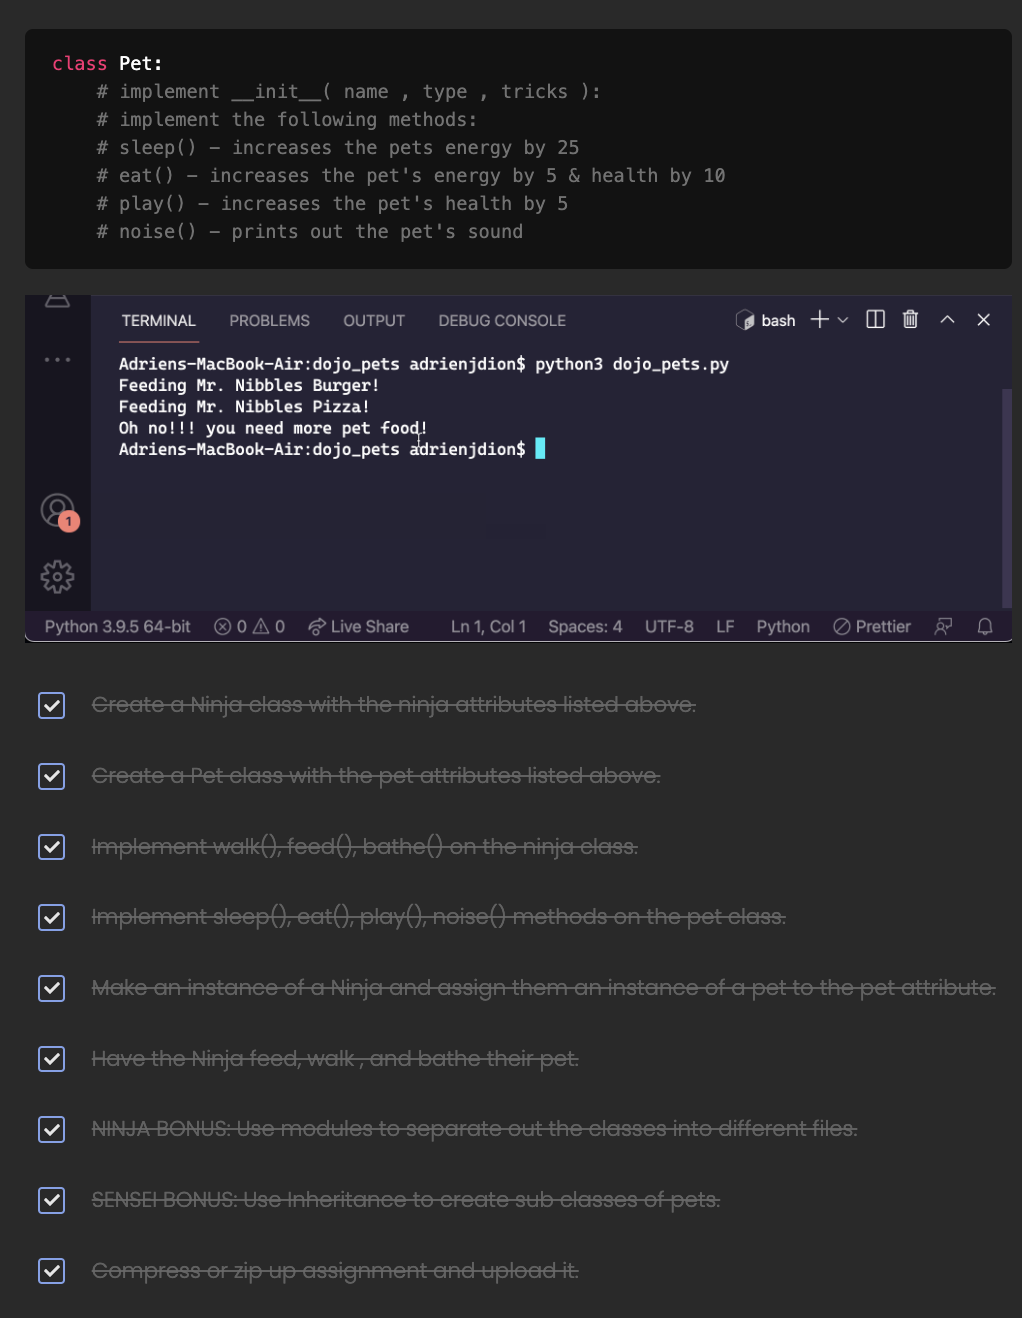 class Pet:
# implement __init__( name , type , tricks ):
# implement the following methods:
# sleep() - increases the pets energy by 25
# eat() - increases the pet's energy by 5 & health by 10
# play() - increases the pet's health by 5
# noise() - prints out the pet's sound
TERMINAL PROBLEMS OUTPUT DEBUG CONSOLE bash
Adriens-MacBook-Air:dojo_pets adrienjdion$ python3 dojo_pets.py
Feeding Mr. Nibbles Burger!
Feeding Mr. Nibbles Pizza!
Oh no!!! you need more pet food!
Adriens-MacBook-Air:dojo_pets adrienjdion$
1
Python 3.9.5 64-bit 0 0 Live Share Ln 1, Col 1 Spaces: 4 UTF-8 LF Python Prettier
Create a Ninja class with the ninja attributes listed above.
Create a Pet class with the pet attributes listed above.
Implement walk(), feed(), bathe() on the ninja class.
Implement sleep(), eat(), play(), noise() methods on the pet class.
Make an instance of a Ninja and assign them an instance of a pet to the pet attribute.
Have the Ninja feed, walk , and bathe their pet.
NINJA BONUS: Use modules to separate out the classes into different files.
SENSEI BONUS: Use Inheritance to create sub classes of pets.
Compress or zip up assignment and upload it.